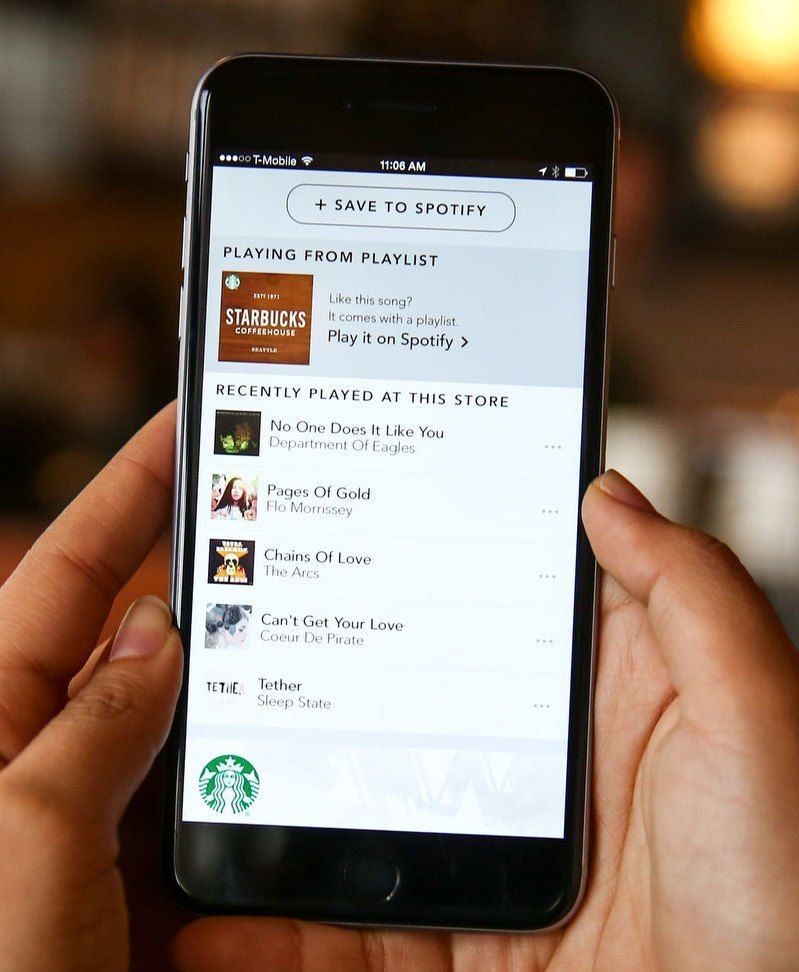 T-Mobile 11:06 AM
+ SAVE TO SPOTIFY
PLAYING FROM PLAYLIST
ESTD 1971
STARBUCKS
COFFEEHOUSE
SEATTLE
Like this song?
It comes with a playlist.
Play it on Spotify >
RECENTLY PLAYED AT THIS STORE
No One Does It Like You
Department Of Eagles
Pages Of Gold
Flo Morrissey
Chains Of Love
The Arcs
THE ARCS
Can't Get Your Love
Coeur De Pirate
TETHER
Tether
Sleep State